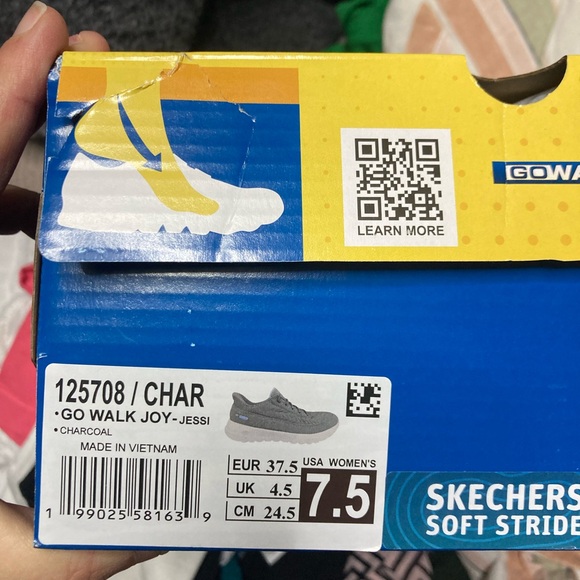 LEARN MORE
GOWA
125708 / CHAR
•GO WALK JOY-JESSI
• CHARCOAL
MADE IN VIETNAM
EUR 37.5
UK 4.5
CM 24.5
USA WOMEN'S
7.5
1 99025 58163 9
SKECHERS
SOFT STRIDE